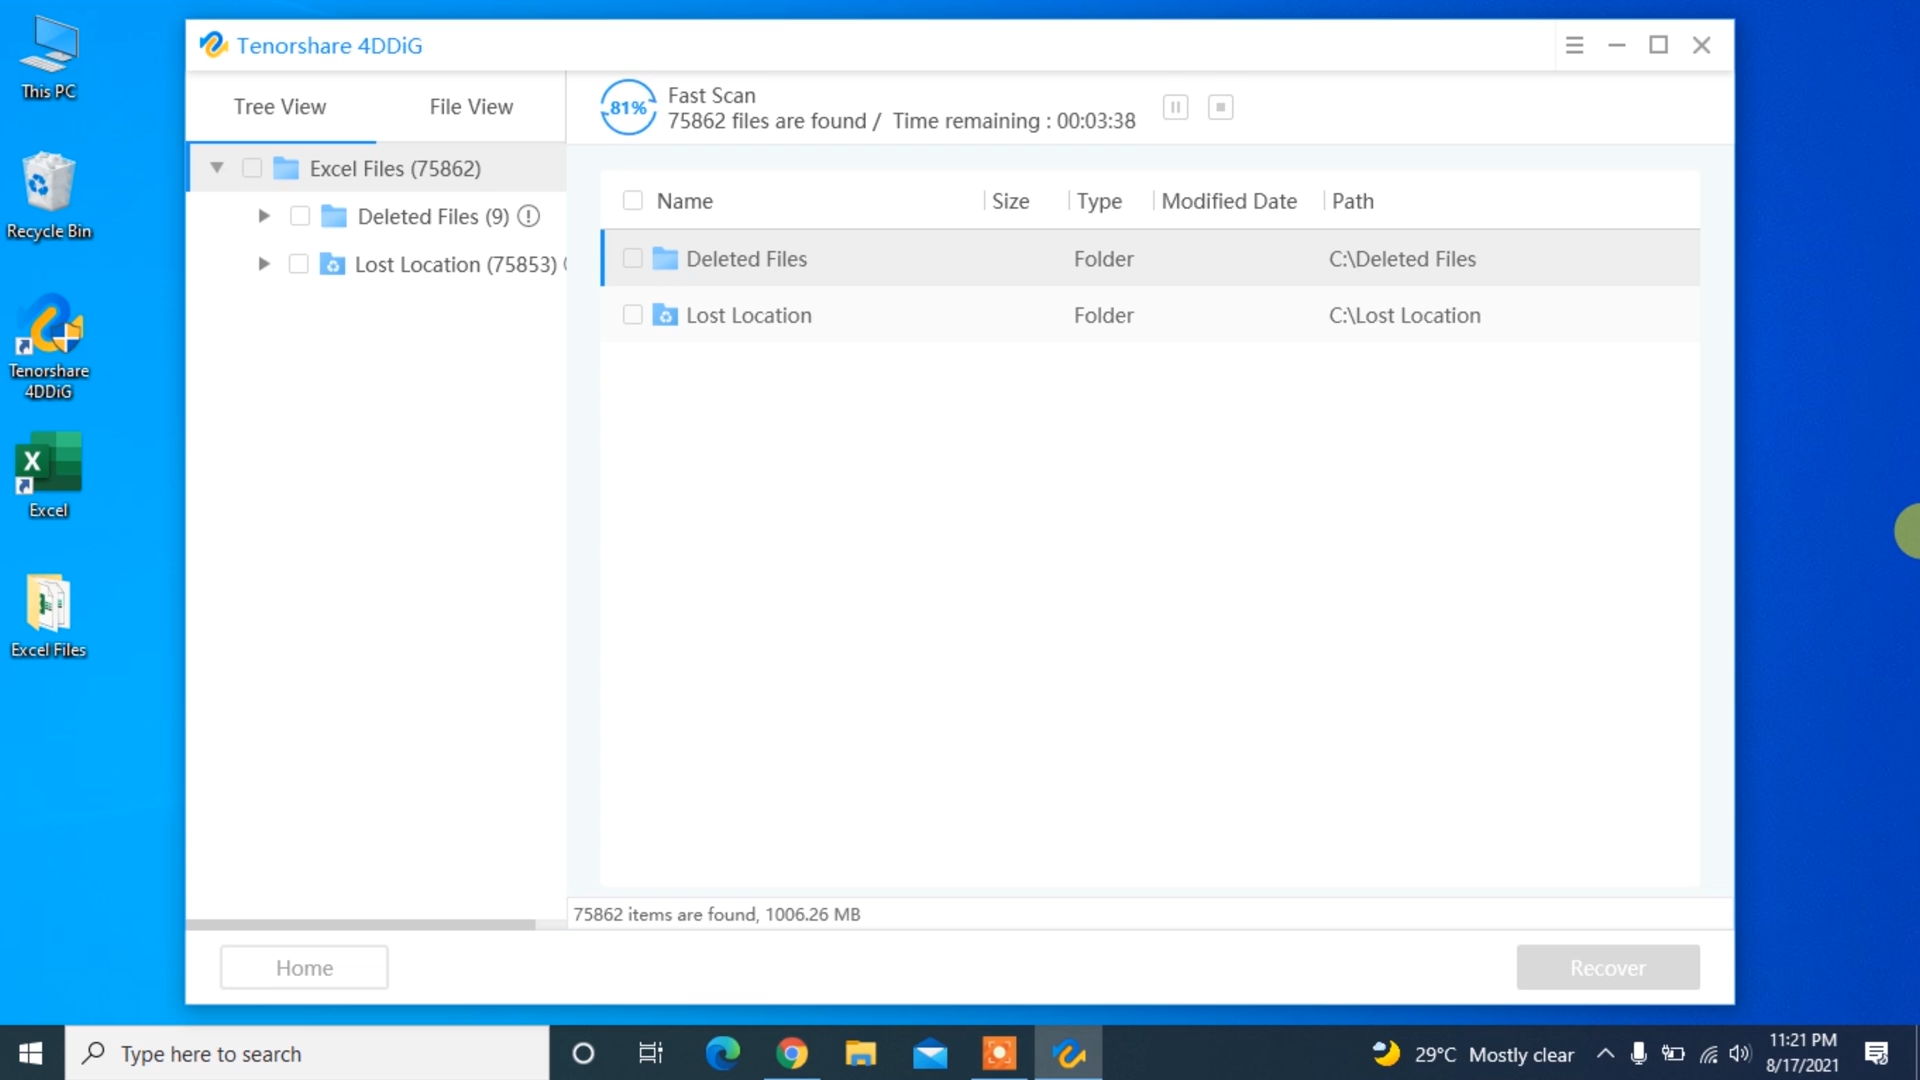 This PC
Recycle Bin
Tenorshare
4DDiG
Excel
Excel Files
Tenorshare 4DDiG
Tree View
File View
Excel Files (75862)
Deleted Files (9)
Lost Location (75853)
81%
Fast Scan
75862 files are found / Time remaining : 00:03:38
Name
Size
Type
Modified Date
Path
Deleted Files
Folder
C:\Deleted Files
Lost Location
Folder
C:\Lost Location
75862 items are found, 1006.26 MB
Home
Recover
Type here to search
29°C Mostly clear
11:21 PM
8/17/2021